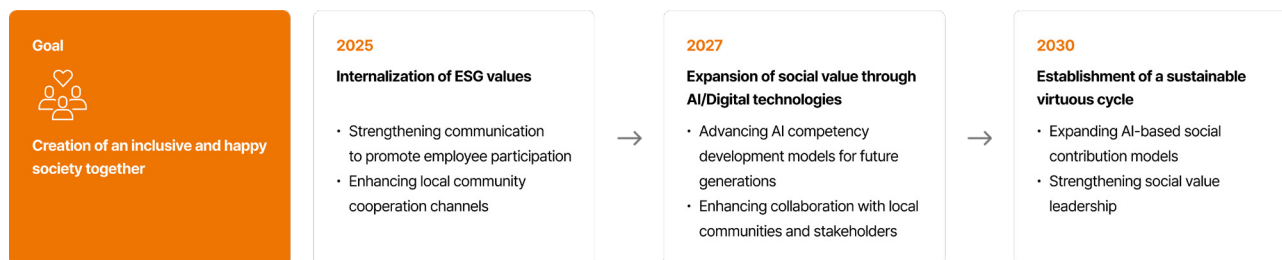 Goal
Creation of an inclusive and happy
society together
2025
Internalization of ESG values
• Strengthening communication
to promote employee participation
• Enhancing local community
cooperation channels
→
2027
Expansion of social value through
AI/Digital technologies
• Advancing AI competency
development models for future
generations
• Enhancing collaboration with local
communities and stakeholders
→
2030
Establishment of a sustainable
virtuous cycle
• Expanding AI-based social
contribution models
• Strengthening social value
leadership